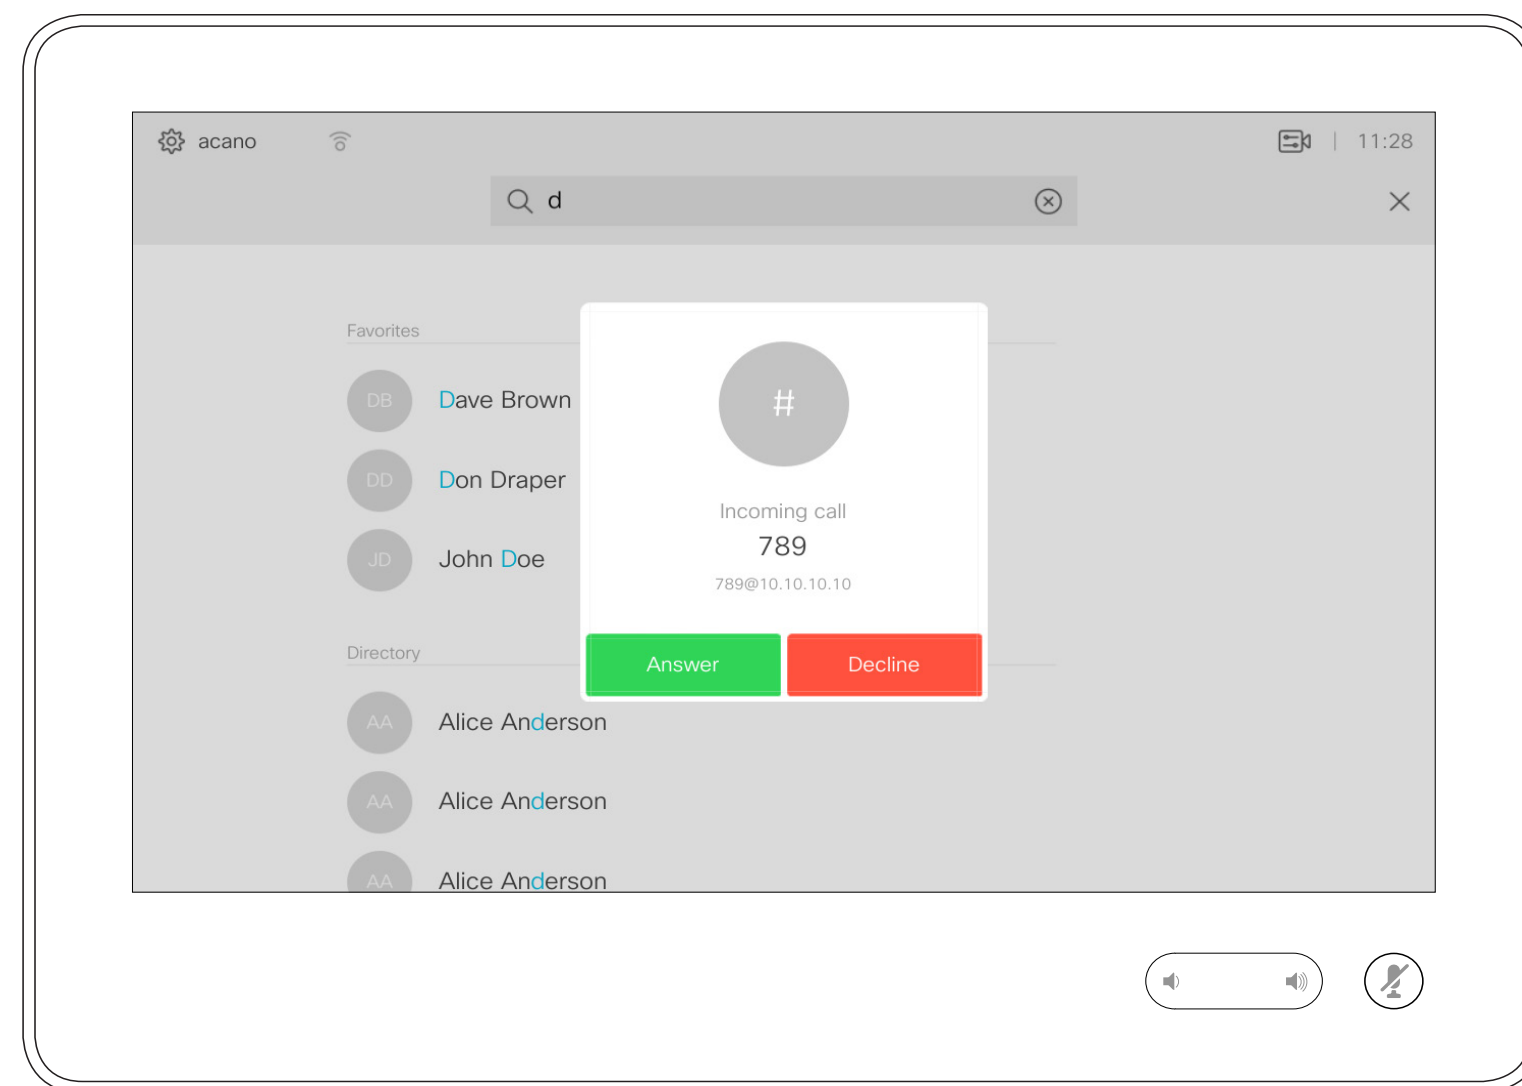 acano
11:28
d
Favorites
DB
Dave Brown
DD
Don Draper
JD
John Doe
#
Incoming call
789
789@10.10.10.10
Answer
Decline
Directory
AA
Alice Anderson
AA
Alice Anderson
AA
Alice Anderson